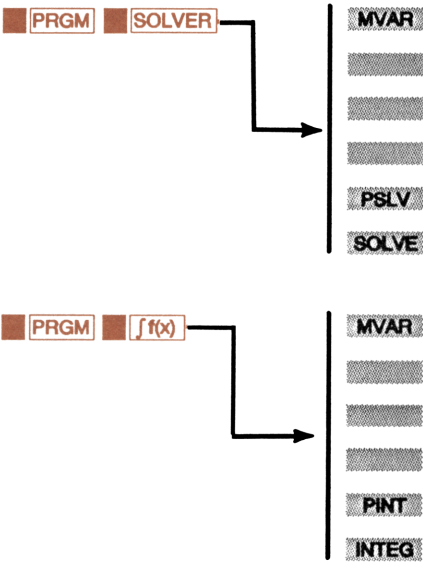 PRGM SOLVER
MVAR
PSLV
SOLVE
PRGM ∫f(x)
MVAR
PINT
INTEG